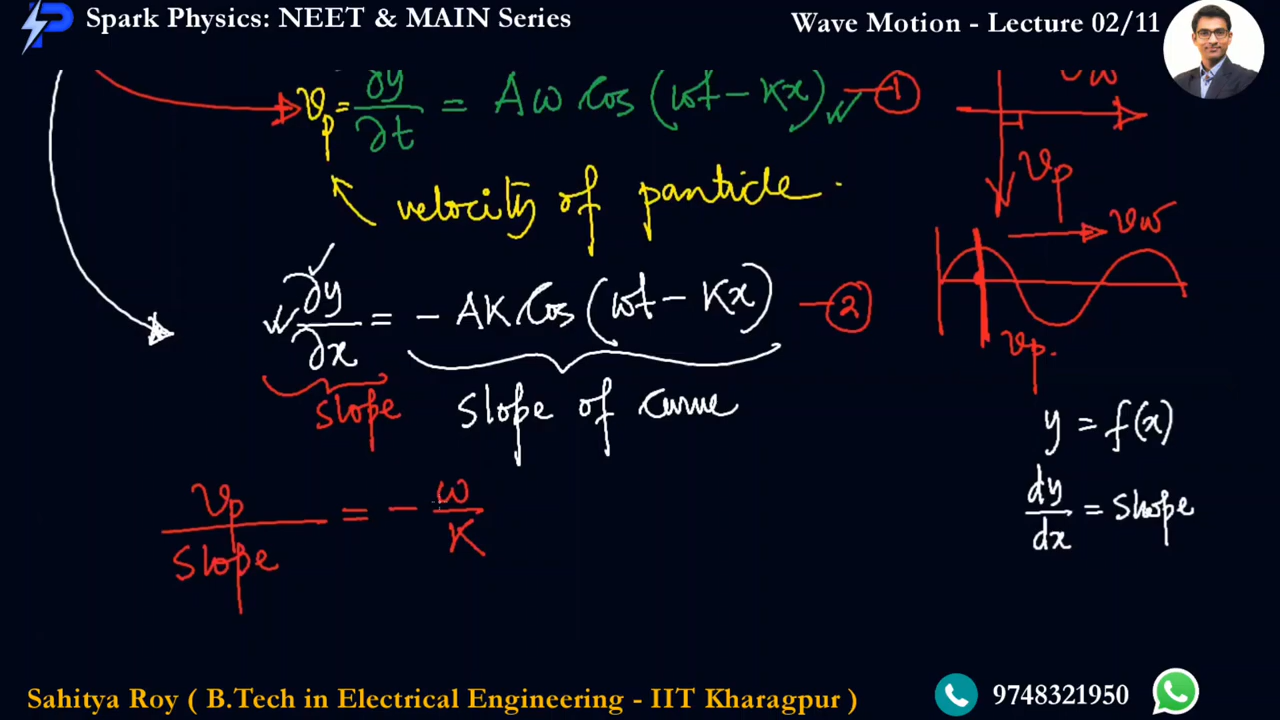 Spark Physics: NEET & MAIN Series
Wave Motion - Lecture 02/11
vp = ∂y/∂t = Aω Cos (ωt - Kx) ✓ - ①
vw
vp
velocity of particle.
vw
vp.
✓ ∂y/∂x = - AK Cos (ωt - Kx) - ②
slope
slope of curve
y = f(x)
dy/dx = Slope
vp/Slope = - ω/K
Sahitya Roy ( B.Tech in Electrical Engineering - IIT Kharagpur )
9748321950